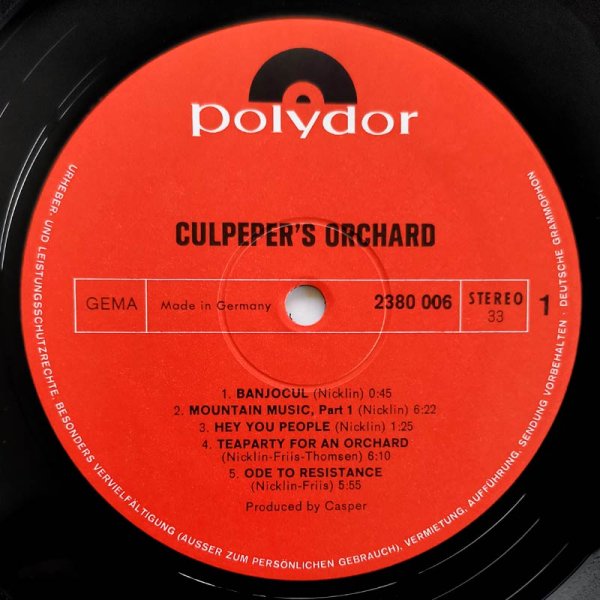 polydor
CULPEPER'S ORCHARD
GEMA
Made in Germany
2380 006
STEREO
33
1
1. BANJOCUL (Nicklin) 0:45
2. MOUNTAIN MUSIC, Part 1 (Nicklin) 6:22
3. HEY YOU PEOPLE (Nicklin) 1:25
4. TEAPARTY FOR AN ORCHARD
(Nicklin-Friis-Thomsen) 6:10
5. ODE TO RESISTANCE
(Nicklin-Friis) 5:55
Produced by Casper
URHEBER- UND LEISTUNGSSCHUTZRECHTE, BESONDERS VERVIELFÄLTIGUNG (AUSSER ZUM PERSÖNLICHEN GEBRAUCH), VERMIETUNG, AUFFÜHRUNG, SENDUNG VORBEHALTEN · DEUTSCHE GRAMMOPHON